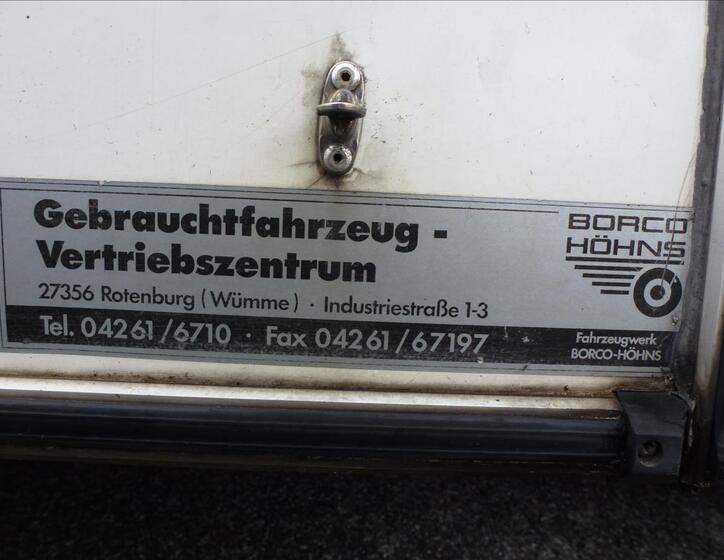 Gebrauchtfahrzeug -
Vertriebszentrum
27356 Rotenburg (Wümme) · Industriestraße 1-3
Tel. 04261/6710 · Fax 04261/67197
BORCO
HÖHNS
Fahrzeugwerk
BORCO-HÖHNS